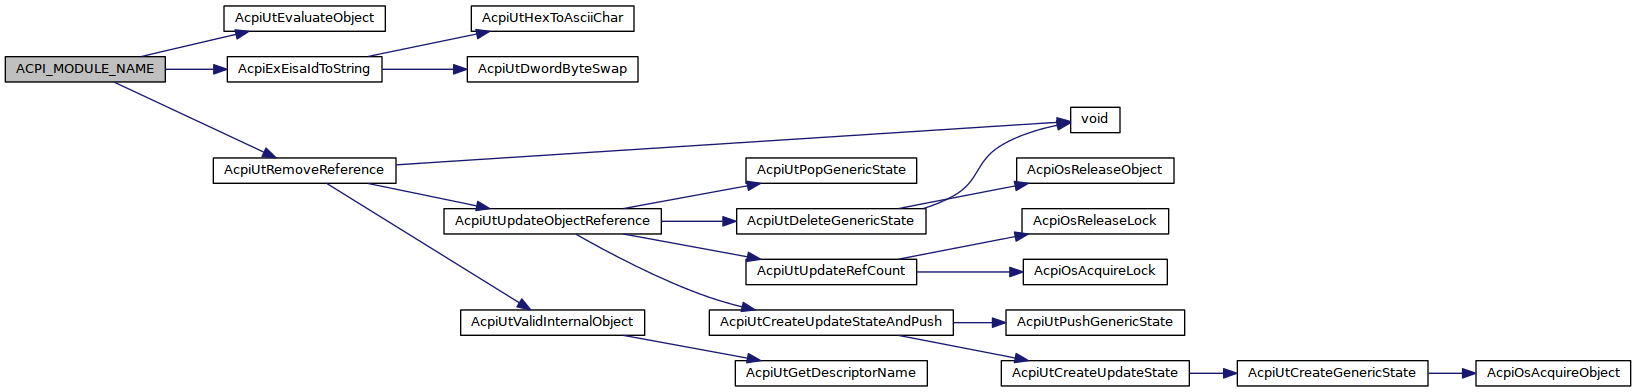 AcpiUtEvaluateObject
AcpiUtHexToAsciiChar
ACPI_MODULE_NAME
AcpiExEisaIdToString
AcpiUtDwordByteSwap
void
AcpiUtRemoveReference
AcpiUtPopGenericState
AcpiOsReleaseObject
AcpiUtUpdateObjectReference
AcpiUtDeleteGenericState
AcpiOsReleaseLock
AcpiUtUpdateRefCount
AcpiOsAcquireLock
AcpiUtValidInternalObject
AcpiUtCreateUpdateStateAndPush
AcpiUtPushGenericState
AcpiUtGetDescriptorName
AcpiUtCreateUpdateState
AcpiUtCreateGenericState
AcpiOsAcquireObject